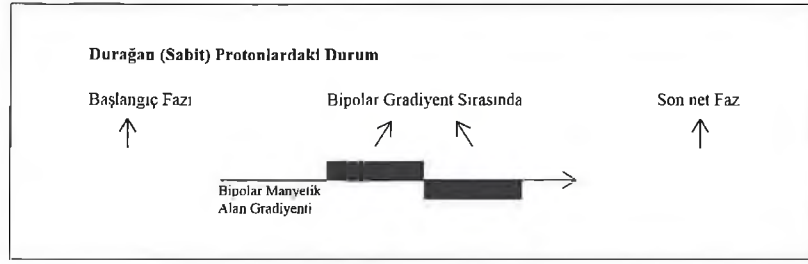 Durağan (Sabit) Protonlardaki Durum
Başlangıç Fazı Bipolar Gradiyent Sırasında Son net Faz
Bipolar Manyetik
Alan Gradiyenti